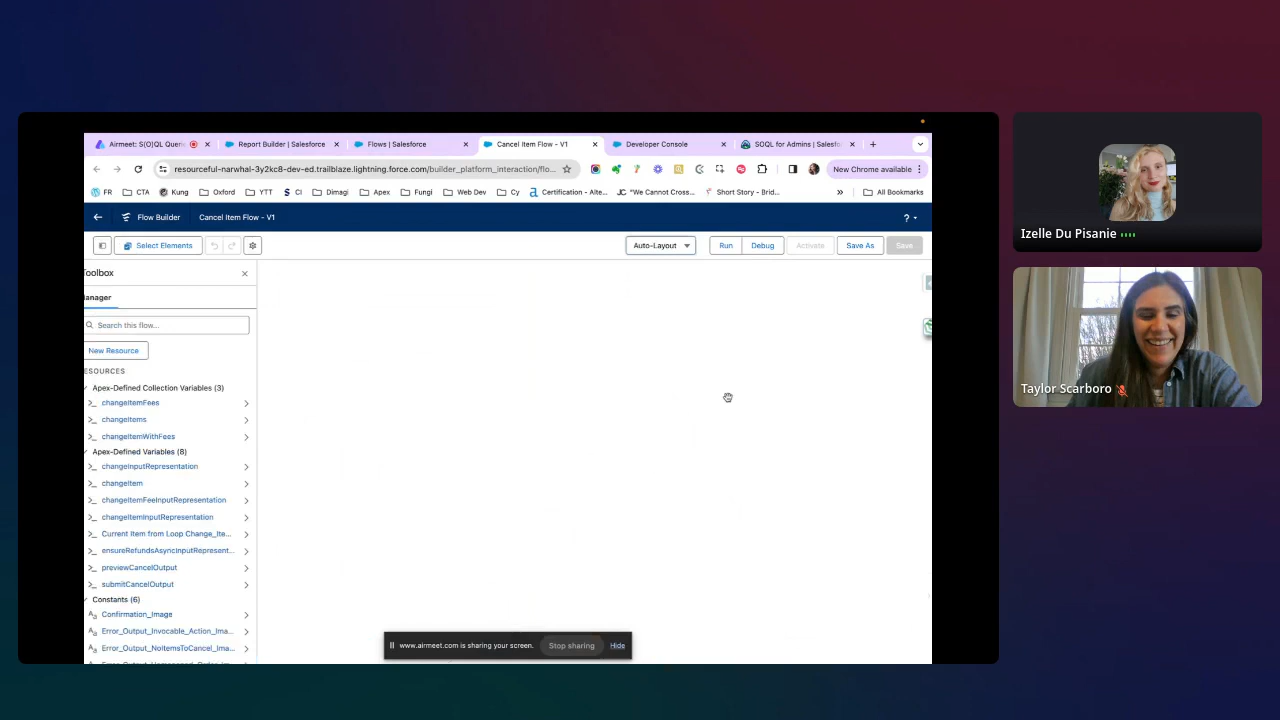 Airmeet: S(O)QL Quer
Report Builder | Salesforce
Flows | Salesforce
Cancel Item Flow - V1
Developer Console
SOQL for Admins | Salesfo
resourceful-narwhal-3y2kc8-dev-ed.trailblaze.lightning.force.com/builder_platform_interaction/flo...
New Chrome available
FR
CTA
Kung
Oxford
CI
YTT
Dimagi
Apex
Fungi
Web Dev
Cy
Certification - Alte...
"We Cannot Cross...
Short Story - Brid...
»
All Bookmarks
Flow Builder
Cancel Item Flow - V1
?
Select Elements
Auto-Layout
Run
Debug
Activate
Save As
Save
Toolbox
anager
Search this flow...
New Resource
ESOURCES
Apex-Defined Collection Variables (3)
changeItemFees
changeItems
changeItemWithFees
Apex-Defined Variables (8)
changeInputRepresentation
changeItem
changeItemFeeInputRepresentation
changeItemInputRepresentation
Current Item from Loop Change_Ite...
ensureRefundsAsyncInputRepresent...
previewCancelOutput
submitCancelOutput
Constants (6)
Confirmation_Image
Error_Output_Invocable_Action_Ima...
Error_Output_NoItemsToCancel_Ima...
www.airmeet.com is sharing your screen.
Stop sharing
Hide
Izelle Du Pisanie
Taylor Scarboro